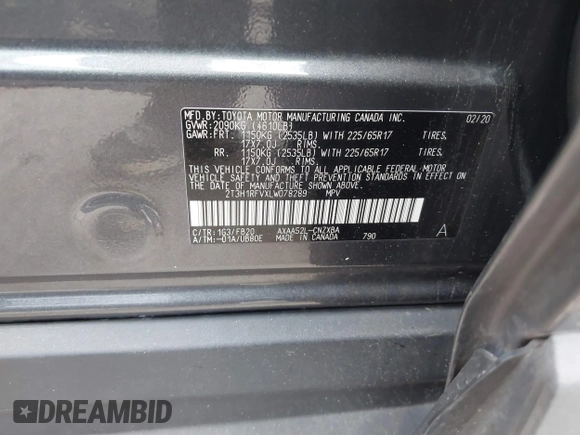 MFD.BY:TOYOTA MOTOR MANUFACTURING CANADA INC. 02/20
GVWR:2090KG (4610LB)
GAWR:FRT. 1150KG (2535LB) WITH 225/65R17 TIRES,
17X7.0J RIMS.
RR. 1150KG (2535LB) WITH 225/65R17 TIRES,
17X7.0J RIMS.
THIS VEHICLE CONFORMS TO ALL APPLICABLE FEDERAL MOTOR
VEHICLE SAFETY AND THEFT PREVENTION STANDARDS IN EFFECT
ON THE DATE OF MANUFACTURE SHOWN ABOVE.
2T3H1RFVXLW078289 MPV
C/TR:1G3/FB20 AXAA52L-CNZXBA A
A/TM:-01A/UB80E MADE IN CANADA 790
DREAMBID